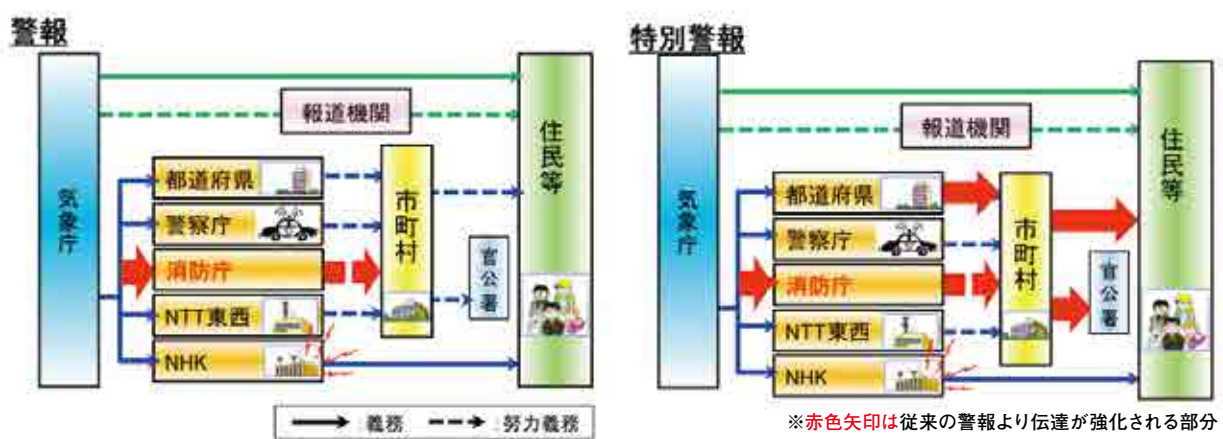 警報
気象庁
報道機関
都道府県
警察庁
消防庁
NTT東西
NHK
市町村
官公署
住民等
義務
努力義務
特別警報
気象庁
報道機関
都道府県
警察庁
消防庁
NTT東西
NHK
市町村
官公署
住民等
※赤色矢印は従来の警報より伝達が強化される部分